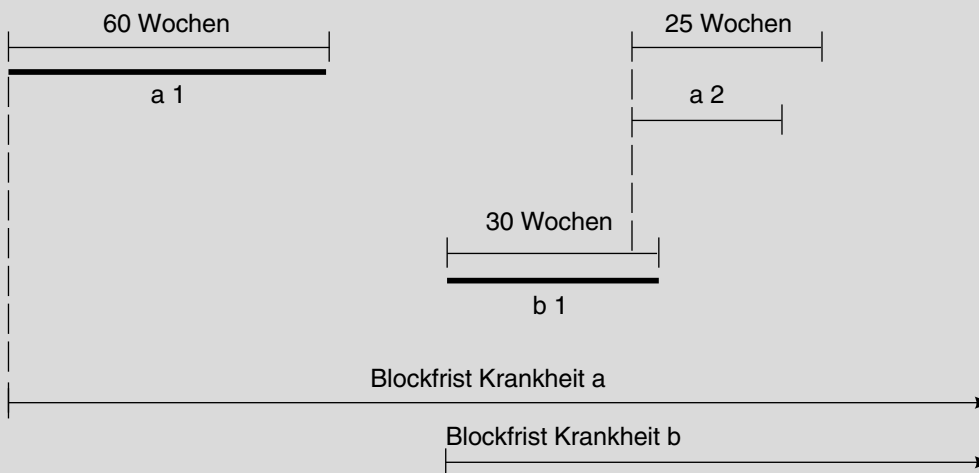 60 Wochen
25 Wochen
a 1
a 2
30 Wochen
b 1
Blockfrist Krankheit a
Blockfrist Krankheit b